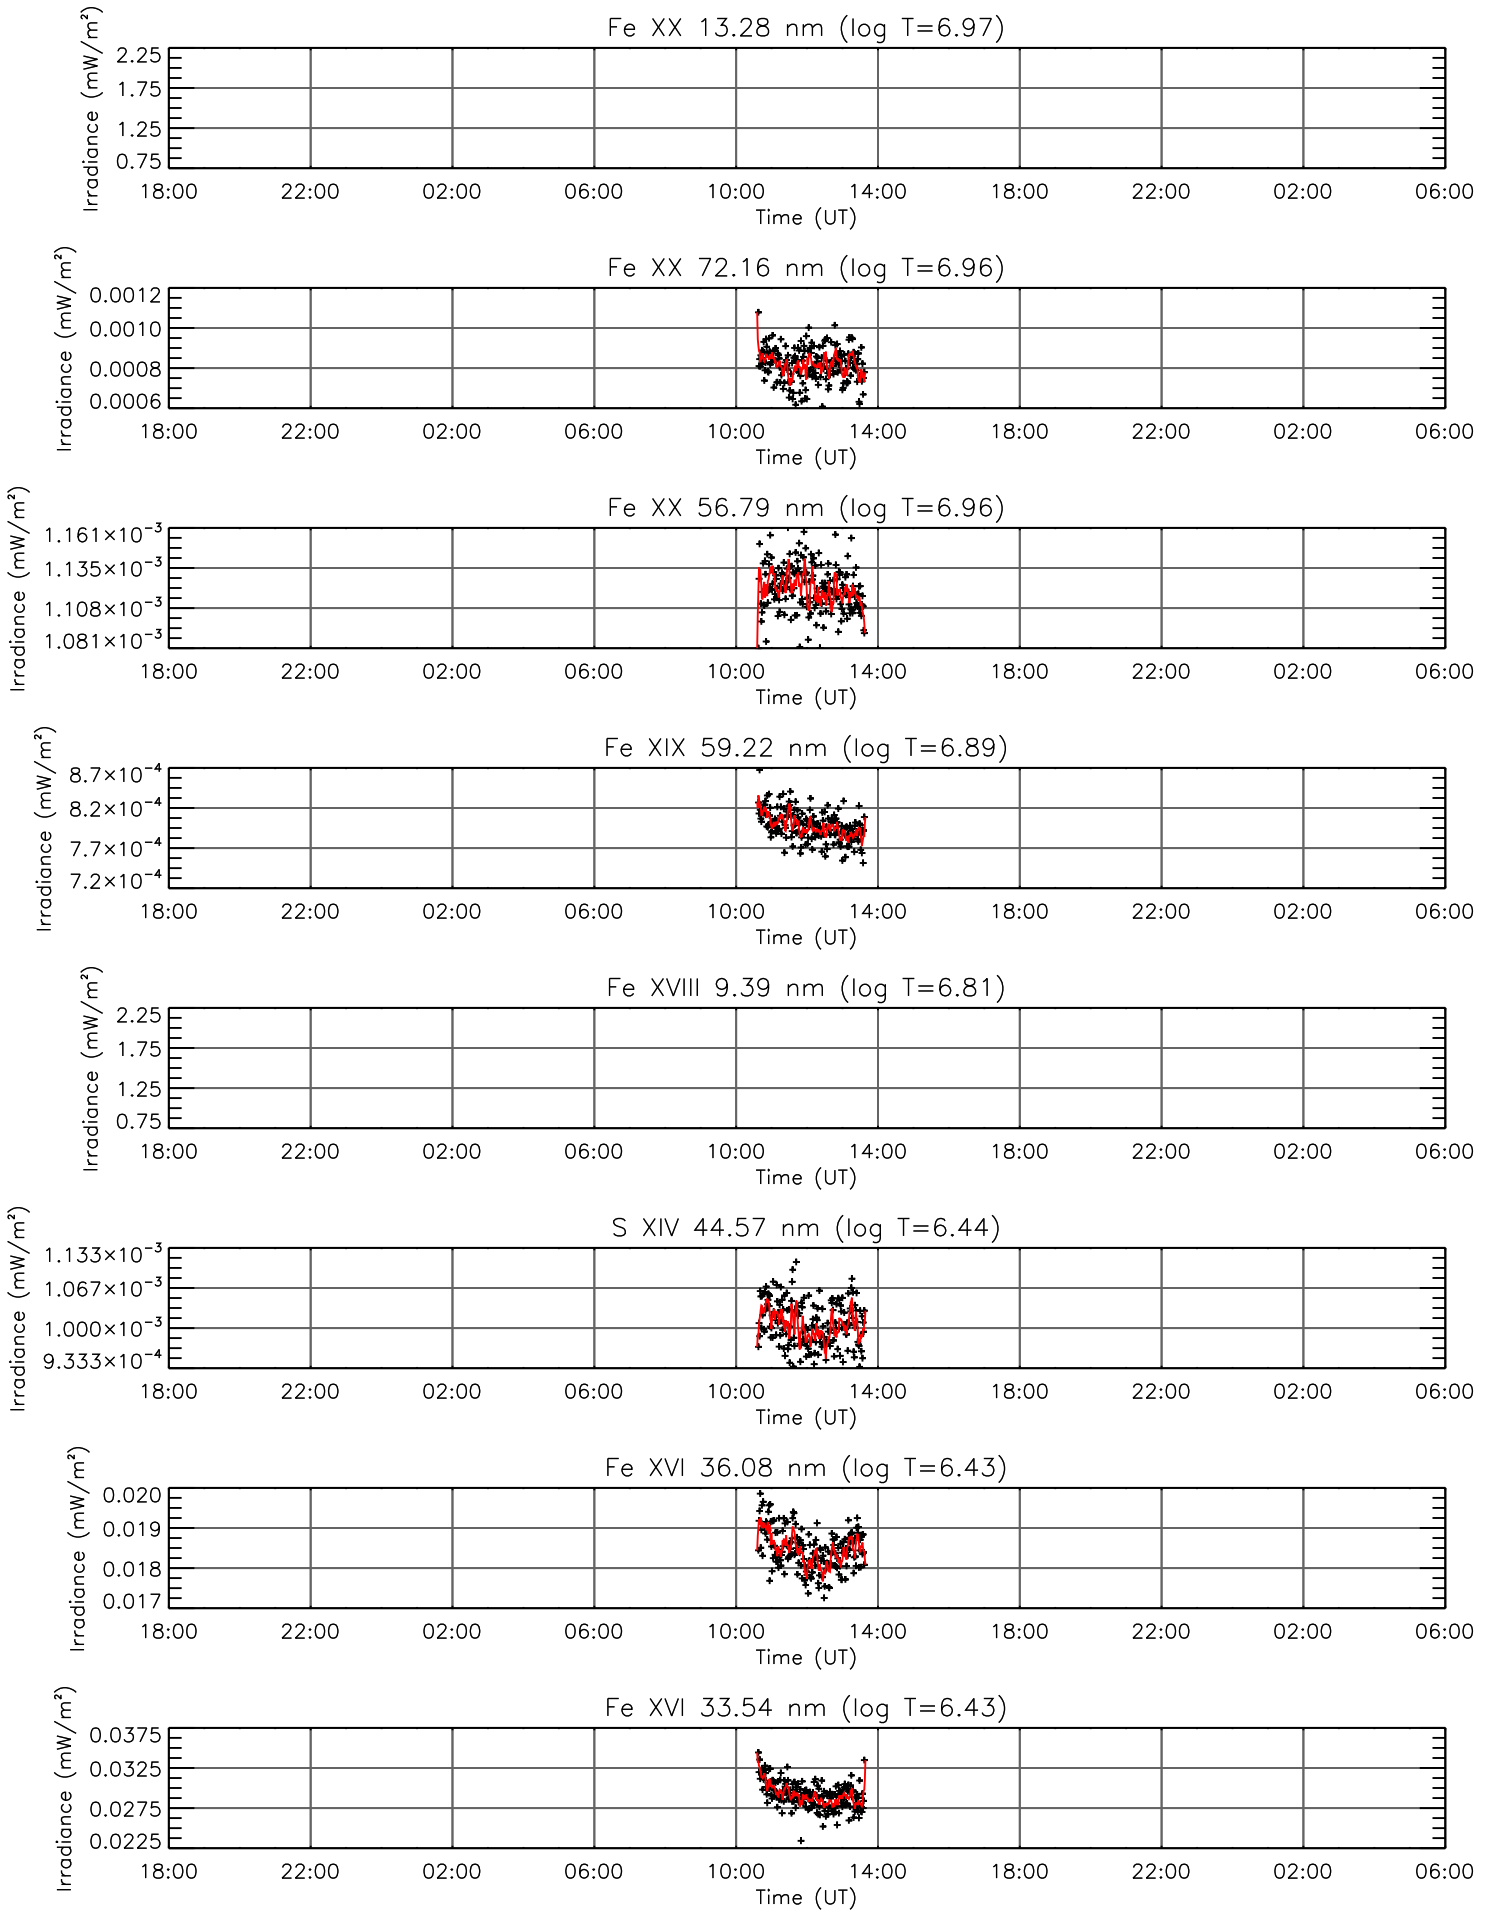 Fe XX 13.28 nm (log T=6.97)
Irradiance (mW/m²)
2.25
1.75
1.25
0.75
18:00 22:00 02:00 06:00 10:00 14:00 18:00 22:00 02:00 06:00
Time (UT)
Fe XX 72.16 nm (log T=6.96)
Irradiance (mW/m²)
0.0012
0.0010
0.0008
0.0006
18:00 22:00 02:00 06:00 10:00 14:00 18:00 22:00 02:00 06:00
Time (UT)
Fe XX 56.79 nm (log T=6.96)
Irradiance (mW/m²)
1.161×10⁻³
1.135×10⁻³
1.108×10⁻³
1.081×10⁻³
18:00 22:00 02:00 06:00 10:00 14:00 18:00 22:00 02:00 06:00
Time (UT)
Fe XIX 59.22 nm (log T=6.89)
Irradiance (mW/m²)
8.7×10⁻⁴
8.2×10⁻⁴
7.7×10⁻⁴
7.2×10⁻⁴
18:00 22:00 02:00 06:00 10:00 14:00 18:00 22:00 02:00 06:00
Time (UT)
Fe XVIII 9.39 nm (log T=6.81)
Irradiance (mW/m²)
2.25
1.75
1.25
0.75
18:00 22:00 02:00 06:00 10:00 14:00 18:00 22:00 02:00 06:00
Time (UT)
S XIV 44.57 nm (log T=6.44)
Irradiance (mW/m²)
1.133×10⁻³
1.067×10⁻³
1.000×10⁻³
9.333×10⁻⁴
18:00 22:00 02:00 06:00 10:00 14:00 18:00 22:00 02:00 06:00
Time (UT)
Fe XVI 36.08 nm (log T=6.43)
Irradiance (mW/m²)
0.020
0.019
0.018
0.017
18:00 22:00 02:00 06:00 10:00 14:00 18:00 22:00 02:00 06:00
Time (UT)
Fe XVI 33.54 nm (log T=6.43)
Irradiance (mW/m²)
0.0375
0.0325
0.0275
0.0225
18:00 22:00 02:00 06:00 10:00 14:00 18:00 22:00 02:00 06:00
Time (UT)